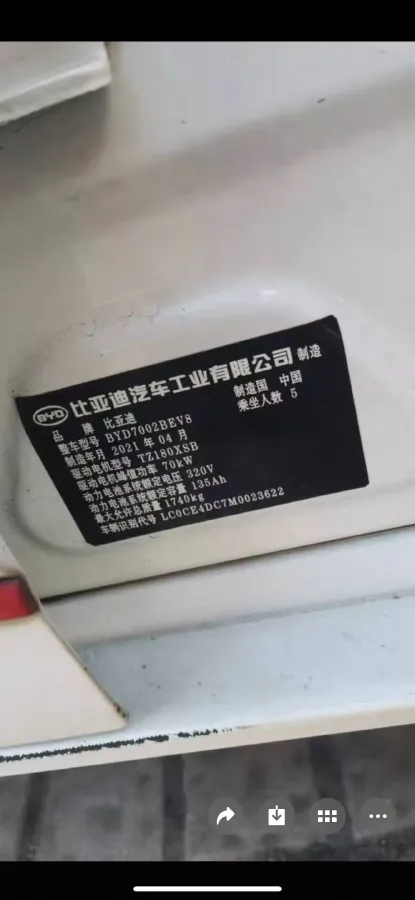 BYD 比亚迪汽车工业有限公司 制造
品 牌 比亚迪
制造国 中国
整车型号 BYD7002BEV8
乘坐人数 5
制造年月 2021 年 04 月
驱动电机型号 TZ180XSB
驱动电机峰值功率 70kW
动力电池系统额定电压 320V
动力电池系统额定容量 135Ah
最大允许总质量 1740kg
车辆识别代号 LC0CE4DC7M0023622